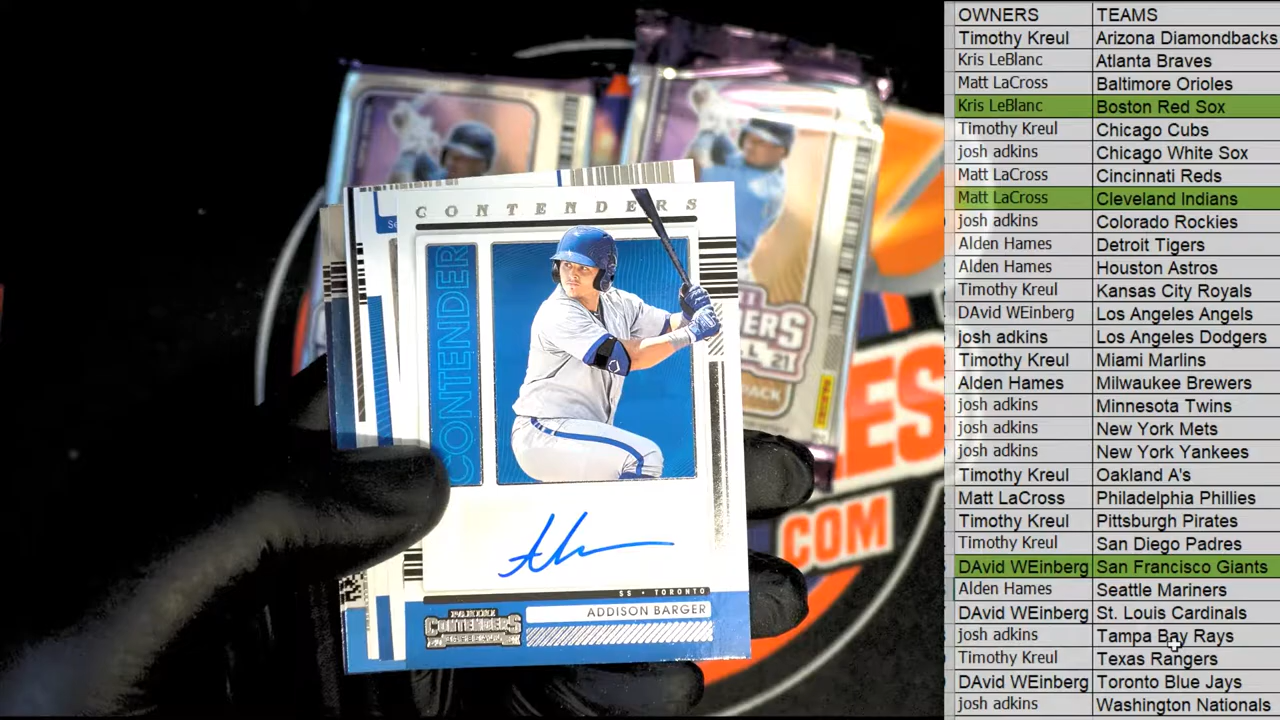 CONTENDERS
CONTENDER
SS • TORONTO
ADDISON BARGER
PANINI
CONTENDERS
ERS
21
PACK
PANINI
ES
.COM
OWNERS TEAMS
Timothy Kreul Arizona Diamondbacks
Kris LeBlanc Atlanta Braves
Matt LaCross Baltimore Orioles
Kris LeBlanc Boston Red Sox
Timothy Kreul Chicago Cubs
josh adkins Chicago White Sox
Matt LaCross Cincinnati Reds
Matt LaCross Cleveland Indians
josh adkins Colorado Rockies
Alden Hames Detroit Tigers
Alden Hames Houston Astros
Timothy Kreul Kansas City Royals
DAvid WEinberg Los Angeles Angels
josh adkins Los Angeles Dodgers
Timothy Kreul Miami Marlins
Alden Hames Milwaukee Brewers
josh adkins Minnesota Twins
josh adkins New York Mets
josh adkins New York Yankees
Timothy Kreul Oakland A's
Matt LaCross Philadelphia Phillies
Timothy Kreul Pittsburgh Pirates
Timothy Kreul San Diego Padres
DAvid WEinberg San Francisco Giants
Alden Hames Seattle Mariners
DAvid WEinberg St. Louis Cardinals
josh adkins Tampa Bay Rays
Timothy Kreul Texas Rangers
DAvid WEinberg Toronto Blue Jays
josh adkins Washington Nationals